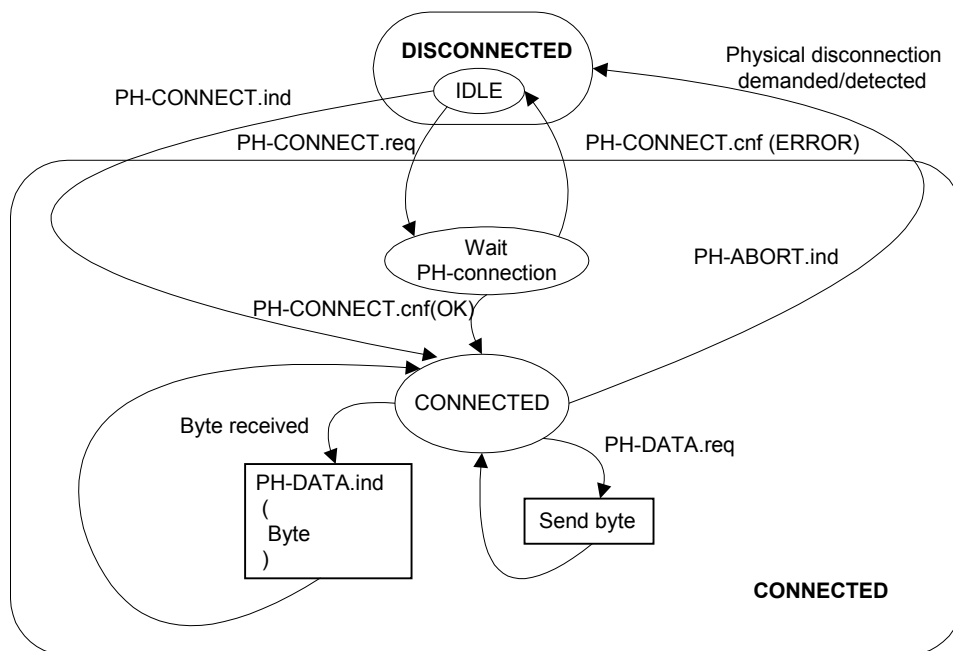 DISCONNECTED
Physical disconnection
demanded/detected
IDLE
PH-CONNECT.ind
PH-CONNECT.req
PH-CONNECT.cnf (ERROR)
Wait
PH-connection
PH-ABORT.ind
PH-CONNECT.cnf(OK)
CONNECTED
Byte received
PH-DATA.req
PH-DATA.ind
(
Byte
)
Send byte
CONNECTED